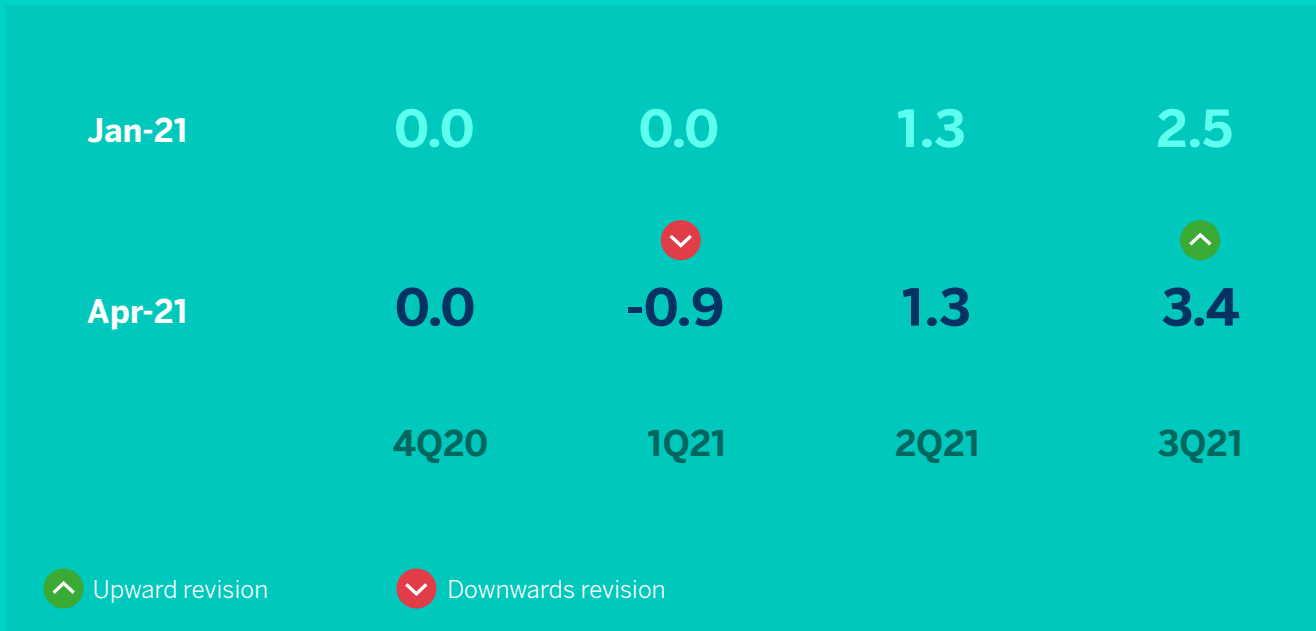 Jan-21 0.0 0.0 1.3 2.5
Apr-21 0.0 -0.9 1.3 3.4
4Q20 1Q21 2Q21 3Q21
Upward revision Downwards revision